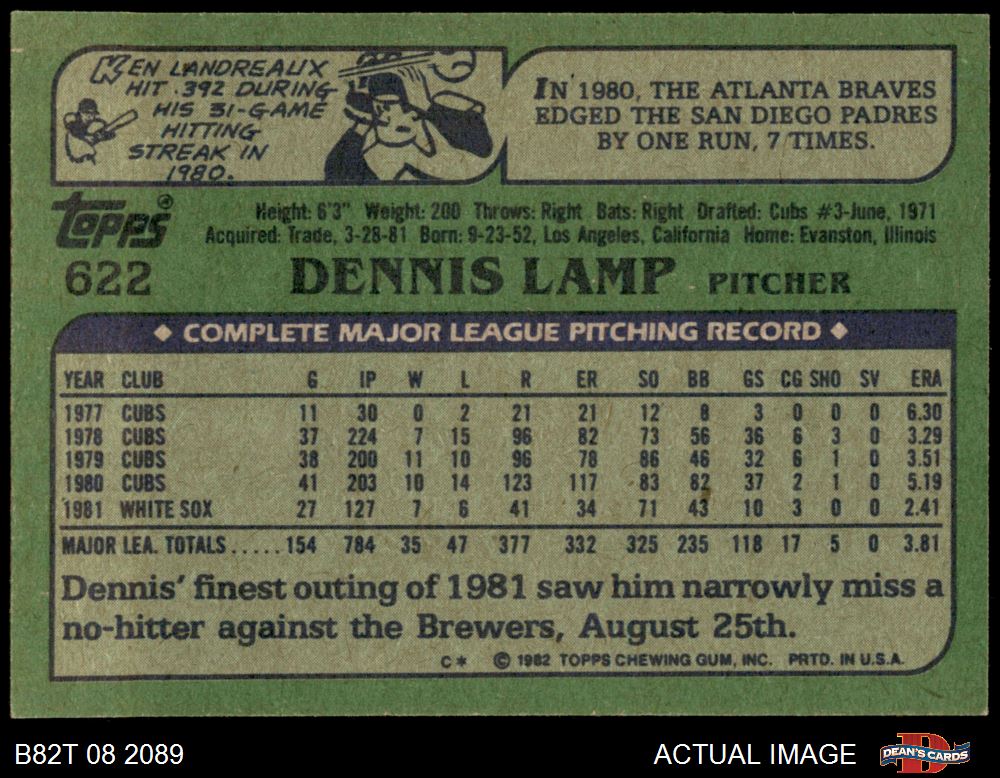 KEN LANDREAUX
HIT .392 DURING
HIS 31-GAME
HITTING
STREAK IN
1980.
IN 1980, THE ATLANTA BRAVES
EDGED THE SAN DIEGO PADRES
BY ONE RUN, 7 TIMES.
Topps®
622
Height: 6'3" Weight: 200 Throws: Right Bats: Right Drafted: Cubs #3-June, 1971
Acquired: Trade, 3-28-81 Born: 9-23-52, Los Angeles, California Home: Evanston, Illinois
DENNIS LAMP PITCHER
◆ COMPLETE MAJOR LEAGUE PITCHING RECORD ◆
YEAR CLUB G IP W L R ER SO BB GS CG SHO SV ERA
1977 CUBS 11 30 0 2 21 21 12 8 3 0 0 0 6.30
1978 CUBS 37 224 7 15 96 82 73 56 36 6 3 0 3.29
1979 CUBS 38 200 11 10 96 78 86 46 32 6 1 0 3.51
1980 CUBS 41 203 10 14 123 117 83 82 37 2 1 0 5.19
1981 WHITE SOX 27 127 7 6 41 34 71 43 10 3 0 0 2.41
MAJOR LEA. TOTALS.....154 784 35 47 377 332 325 235 118 17 5 0 3.81
Dennis' finest outing of 1981 saw him narrowly miss a
no-hitter against the Brewers, August 25th.
C* © 1982 TOPPS CHEWING GUM, INC. PRTD. IN U.S.A.
B82T 08 2089
ACTUAL IMAGE
DEAN'S CARDS